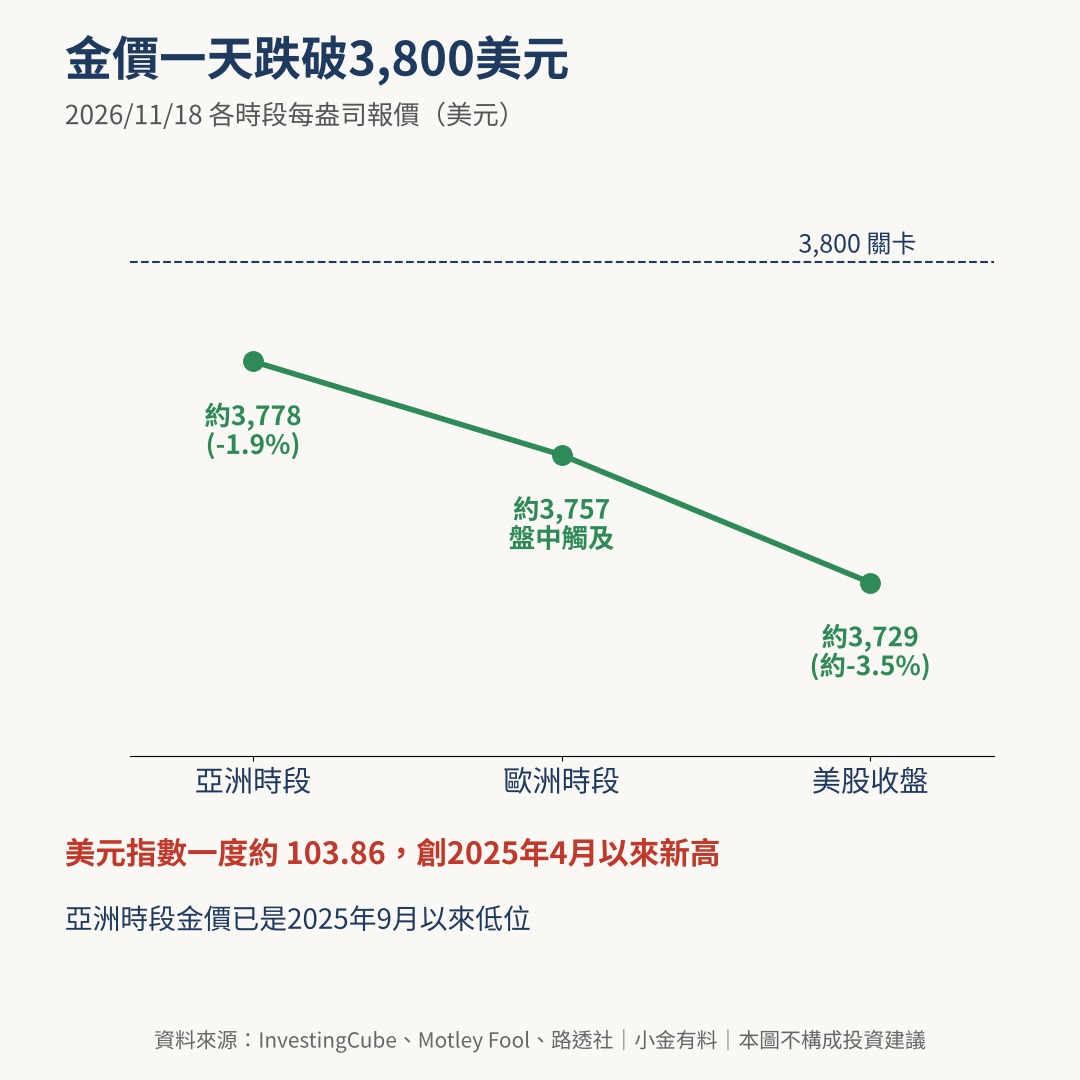 金價一天跌破3,800美元
2026/11/18 各時段每盎司報價（美元）
3,800 關卡
約3,778
(-1.9%)
約3,757
盤中觸及
約3,729
(約-3.5%)
亞洲時段
歐洲時段
美股收盤
美元指數一度約 103.86，創2025年4月以來新高
亞洲時段金價已是2025年9月以來低位
資料來源：InvestingCube、Motley Fool、路透社｜小金有料｜本圖不構成投資建議